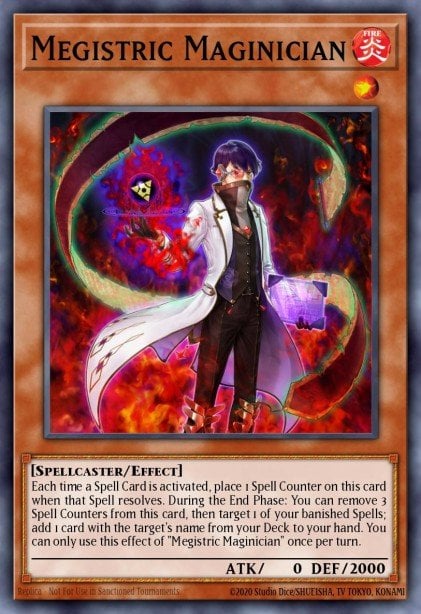 MEGISTRIC MAGINICIAN
FIRE
炎
[SPELLCASTER/EFFECT]
Each time a Spell Card is activated, place 1 Spell Counter on this card
when that Spell resolves. During the End Phase: You can remove 3
Spell Counters from this card, then target 1 of your banished Spells;
add 1 card with the target's name from your Deck to your hand. You
can only use this effect of "Megistric Maginician" once per turn.
ATK/ 0 DEF/2000
Replica - Not For Use in Sanctioned Tournaments
©2020 Studio Dice/SHUEISHA, TV TOKYO, KONAMI